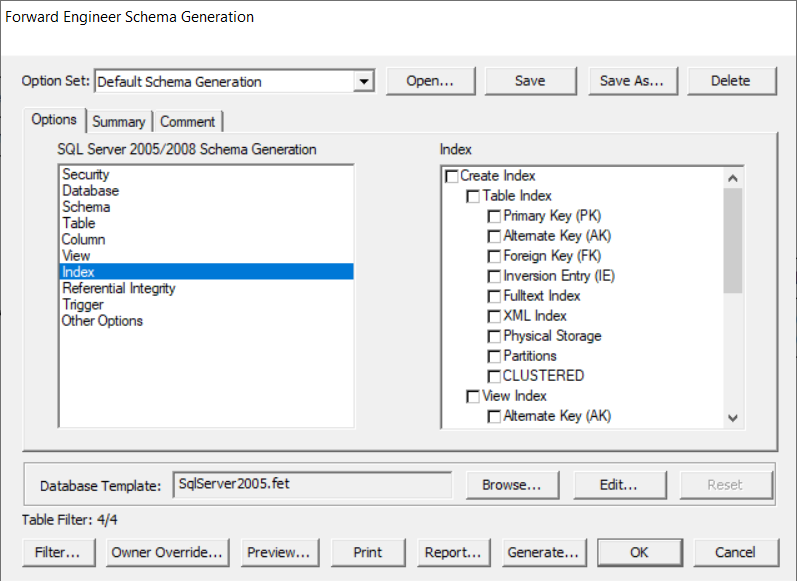 Forward Engineer Schema Generation
Option Set: Default Schema Generation Open... Save Save As... Delete
Options Summary Comment
SQL Server 2005/2008 Schema Generation
Security
Database
Schema
Table
Column
View
Index
Referential Integrity
Trigger
Other Options
Index
Create Index
Table Index
Primary Key (PK)
Alternate Key (AK)
Foreign Key (FK)
Inversion Entry (IE)
Fulltext Index
XML Index
Physical Storage
Partitions
CLUSTERED
View Index
Alternate Key (AK)
Database Template: SqlServer2005.fet Browse... Edit... Reset
Table Filter: 4/4
Filter... Owner Override... Preview... Print Report... Generate... OK Cancel